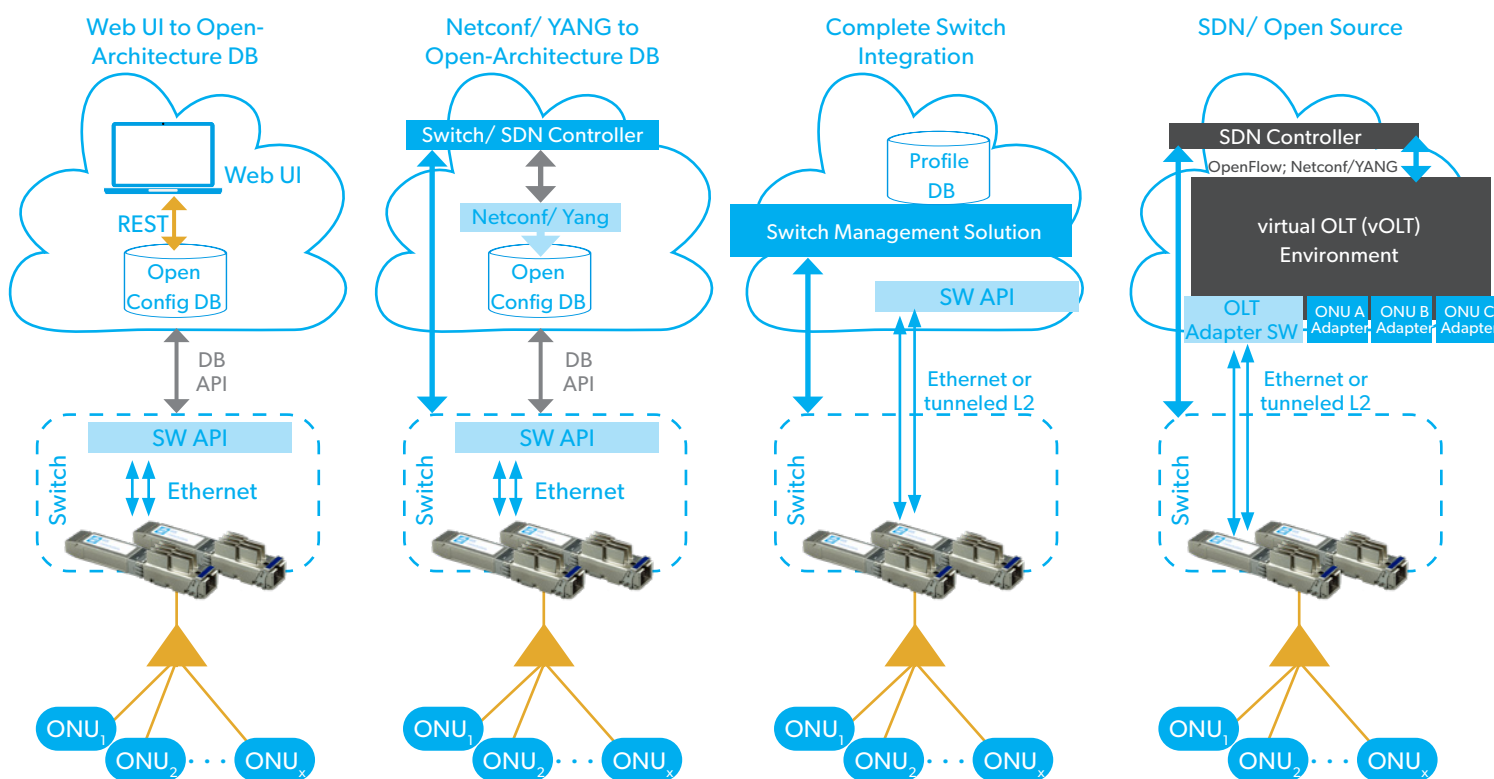 Web UI to Open-
Architecture DB
Web UI
REST
Open
Config DB
DB
API
SW API
Switch
Ethernet
ONU1
ONU2
...
ONUx
Netconf/ YANG to
Open-Architecture DB
Switch/ SDN Controller
Netconf/ Yang
Open
Config DB
DB
API
SW API
Switch
Ethernet
ONU1
ONU2
...
ONUx
Complete Switch
Integration
Profile
DB
Switch Management Solution
SW API
Ethernet or
tunneled L2
Switch
ONU1
ONU2
...
ONUx
SDN/ Open Source
SDN Controller
OpenFlow; Netconf/YANG
virtual OLT (vOLT)
Environment
OLT
Adapter SW
ONU A
Adapter
ONU B
Adapter
ONU C
Adapter
Ethernet or
tunneled L2
Switch
ONU1
ONU2
...
ONUx